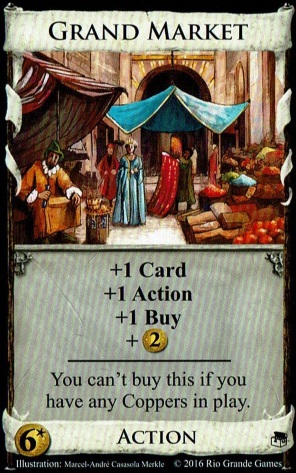 GRAND MARKET
+1 Card
+1 Action
+1 Buy
+ 2
You can't buy this if you
have any Coppers in play.
6* ACTION
Illustration: Marcel-André Casasola Merkle © 2016 Rio Grande Games